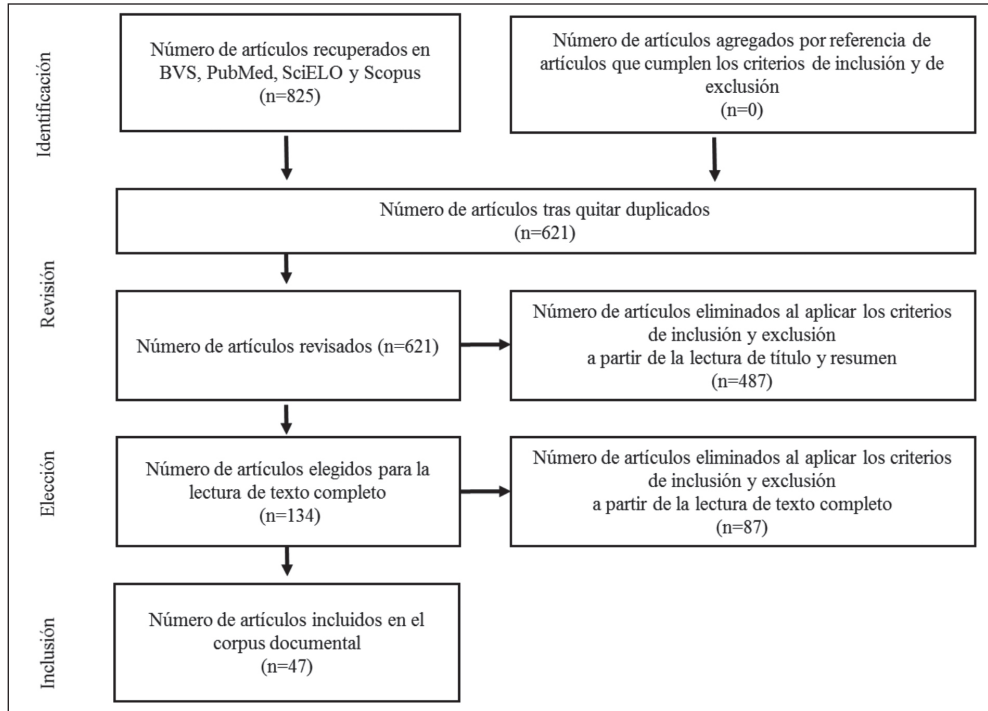 Identificación
Número de artículos recuperados en
BVS, PubMed, SciELO y Scopus
(n=825)
Número de artículos agregados por referencia de
artículos que cumplen los criterios de inclusión y de
exclusión
(n=0)
Número de artículos tras quitar duplicados
(n=621)
Revisión
Número de artículos revisados (n=621)
Número de artículos eliminados al aplicar los criterios
de inclusión y exclusión
a partir de la lectura de título y resumen
(n=487)
Elección
Número de artículos elegidos para la
lectura de texto completo
(n=134)
Número de artículos eliminados al aplicar los criterios
de inclusión y exclusión
a partir de la lectura de texto completo
(n=87)
Inclusión
Número de artículos incluidos en el
corpus documental
(n=47)